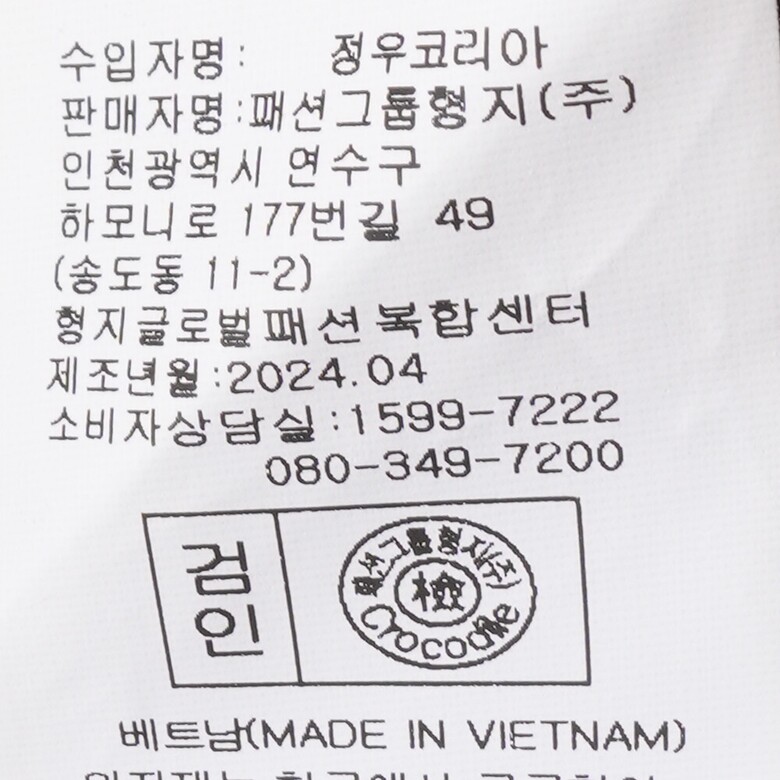 수입자명: 정우코리아
판매자명:패션그룹형지(주)
인천광역시 연수구
하모니로 177번길 49
(송도동 11-2)
형지글로벌패션복합센터
제조년월:2024.04
소비자상담실:1599-7222
080-349-7200
검인
패션그룹형지(주)
檢
Crocodile
베트남(MADE IN VIETNAM)